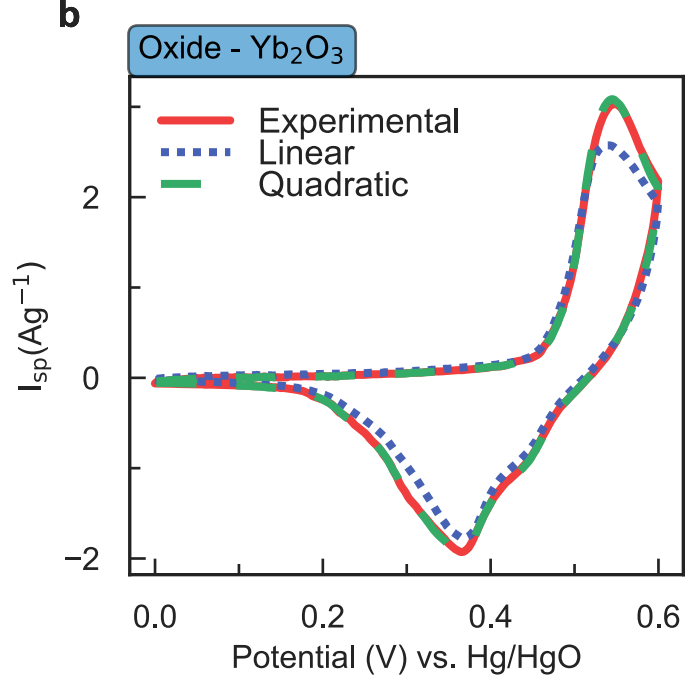 b
Oxide - Yb₂O₃
Experimental
Linear
Quadratic
I_sp(Ag⁻¹)
2
0
−2
0.0 0.2 0.4 0.6
Potential (V) vs. Hg/HgO